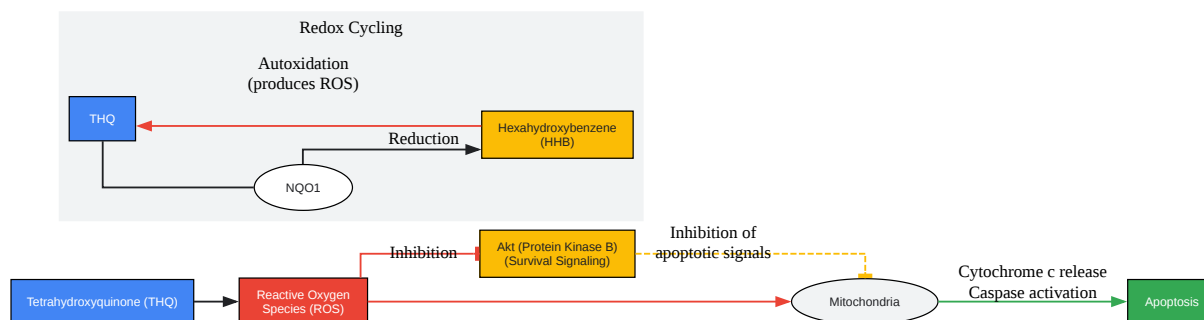 Redox Cycling
Autoxidation
(produces ROS)
THQ
Hexahydroxybenzene
(HHB)
Reduction
NQO1
Inhibition
Akt (Protein Kinase B)
(Survival Signaling)
Inhibition of
apoptotic signals
Tetrahydroxyquinone (THQ)
Reactive Oxygen
Species (ROS)
Mitochondria
Cytochrome c release
Caspase activation
Apoptosis